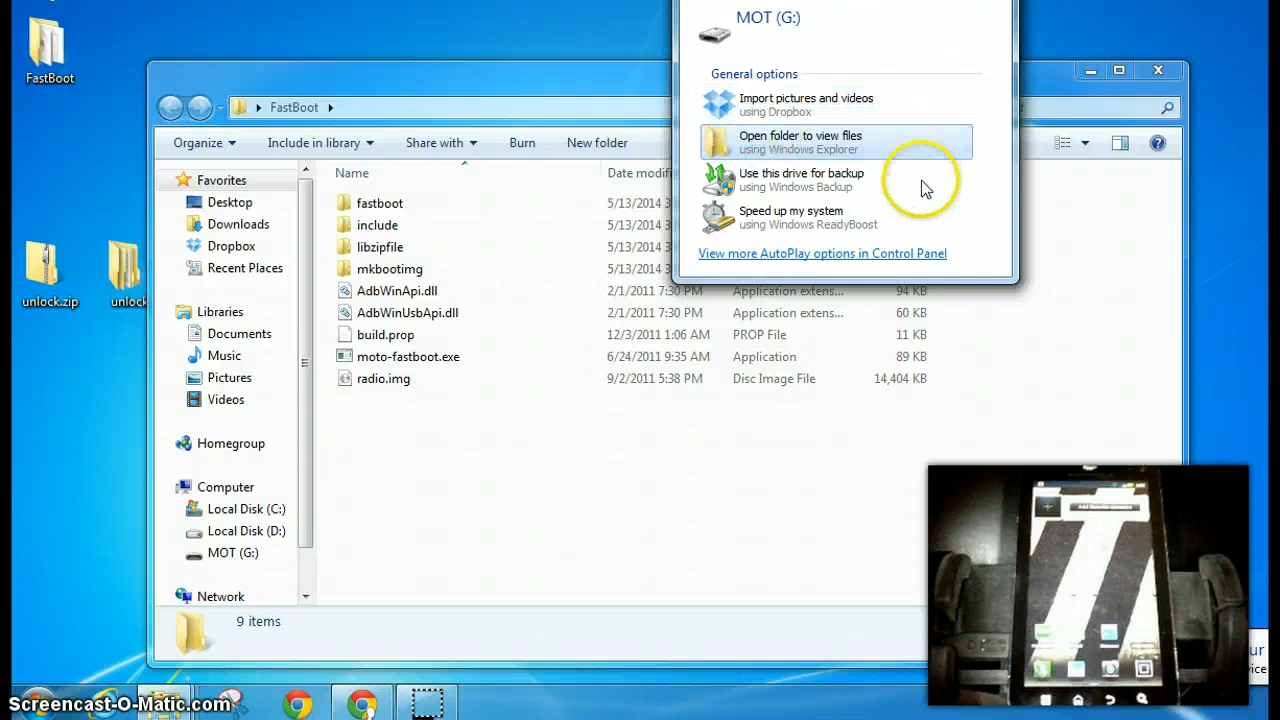 MOT (G:)
General options
Import pictures and videos
using Dropbox
Open folder to view files
using Windows Explorer
Use this drive for backup
using Windows Backup
Speed up my system
using Windows ReadyBoost
View more AutoPlay options in Control Panel
FastBoot
unlock.zip
unlock
FastBoot
Organize
Include in library
Share with
Burn
New folder
Favorites
Desktop
Downloads
Dropbox
Recent Places
Libraries
Documents
Music
Pictures
Videos
Homegroup
Computer
Local Disk (C:)
Local Disk (D:)
MOT (G:)
Network
Name Date modifi
fastboot 5/13/2014 3
include 5/13/2014 3
libzipfile 5/13/2014 3
mkbootimg 5/13/2014 3
AdbWinApi.dll 2/1/2011 7:30 PM Application extens... 94 KB
AdbWinUsbApi.dll 2/1/2011 7:30 PM Application extens... 60 KB
build.prop 12/3/2011 1:06 AM PROP File 11 KB
moto-fastboot.exe 6/24/2011 9:35 AM Application 89 KB
radio.img 9/2/2011 5:38 PM Disc Image File 14,404 KB
9 items
Screencast-O-Matic.com